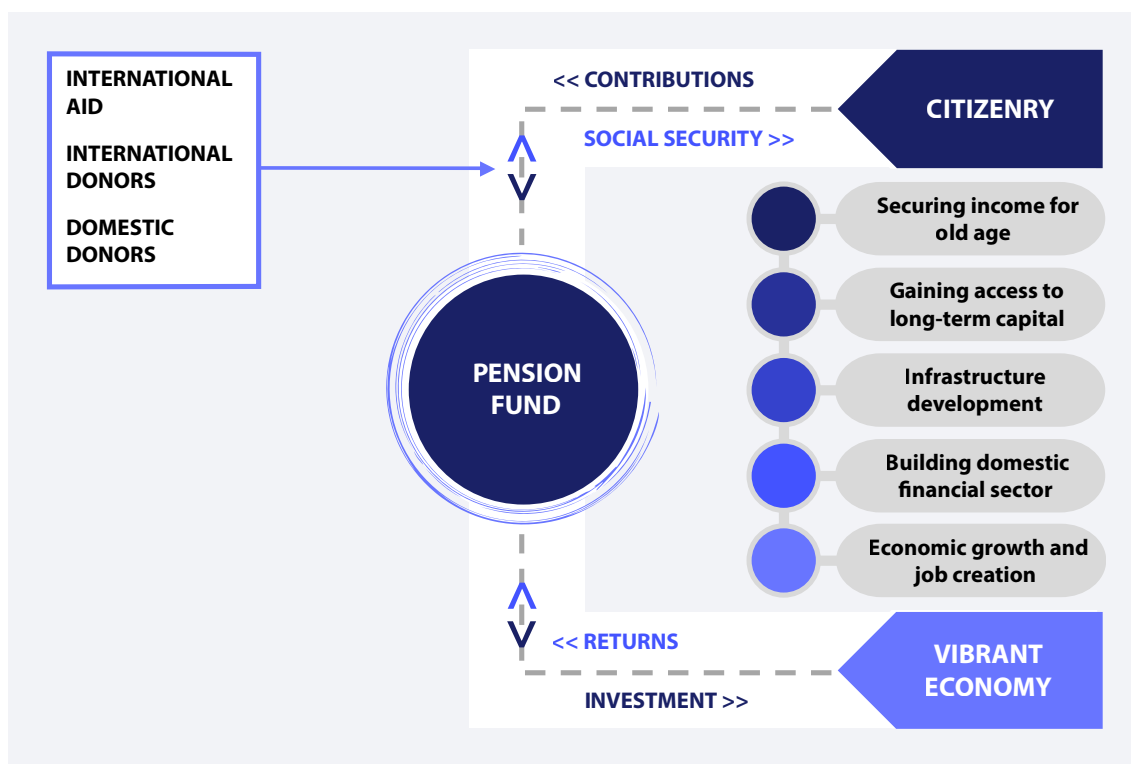 INTERNATIONAL
AID
INTERNATIONAL
DONORS
DOMESTIC
DONORS
<< CONTRIBUTIONS
SOCIAL SECURITY >>
CITIZENRY
Securing income for
old age
Gaining access to
long-term capital
Infrastructure
development
Building domestic
financial sector
Economic growth and
job creation
PENSION
FUND
<< RETURNS
INVESTMENT >>
VIBRANT
ECONOMY